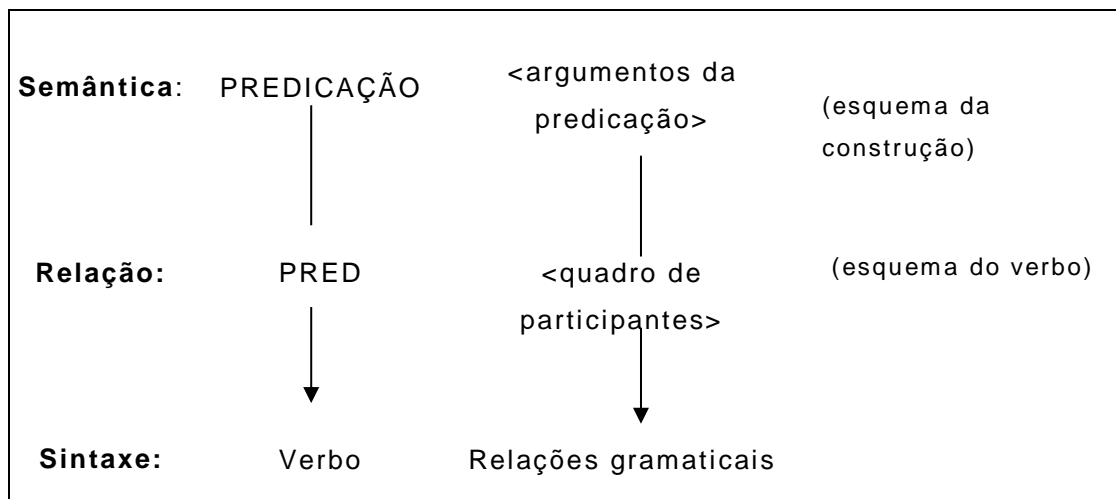 Semântica: PREDICAÇÃO <argumentos da
predicação>
(esquema da
construção)
Relação: PRED <quadro de
participantes>
(esquema do verbo)
Sintaxe: Verbo Relações gramaticais